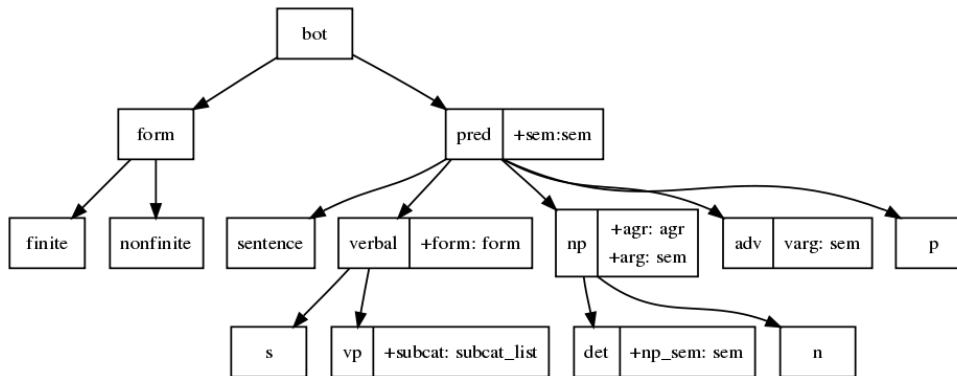 bot
form
pred
+sem:sem
finite
nonfinite
sentence
verbal
+form: form
np
+agr: agr
+arg: sem
adv
varg: sem
p
s
vp
+subcat: subcat_list
det
+np_sem: sem
n